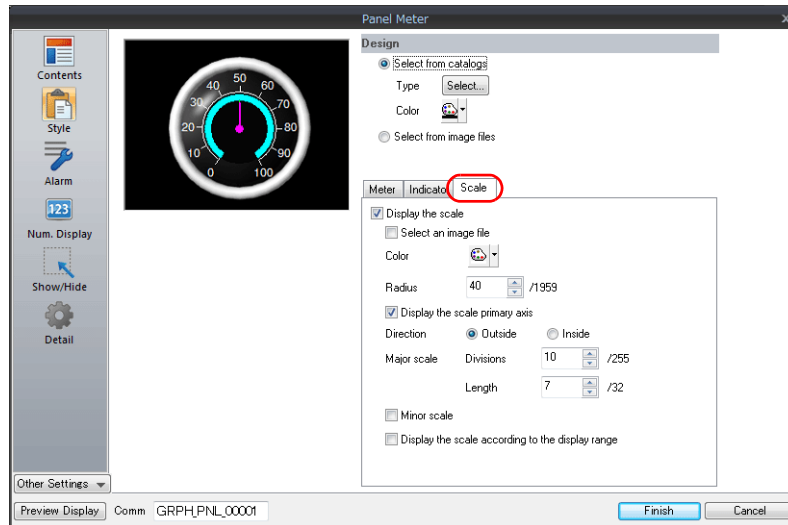 Panel Meter
x
Contents
Style
Alarm
123
Num. Display
Show/Hide
Detail
Other Settings
0
10
20
30
40
50
60
70
80
90
100
Design
Select from catalogs
Type Select...
Color
Select from image files
Meter Indicato Scale
Display the scale
Select an image file
Color
Radius 40 /1959
Display the scale primary axis
Direction Outside Inside
Major scale Divisions 10 /255
Length 7 /32
Minor scale
Display the scale according to the display range
Preview Display Comm GRPH_PNL_00001 Finish Cancel